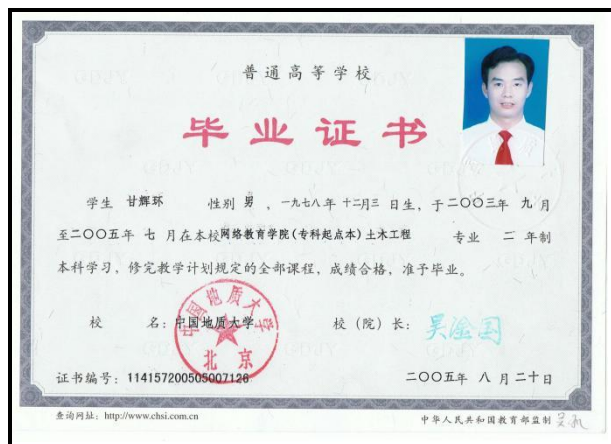 普通高等学校
毕业证书
学生 甘辉环 性别 男 ，一九七八年 十二月三 日生，于二〇〇三年 九 月
至二〇〇五年 七 月在本校网络教育学院(专科起点本)土木工程 专业 二 年制
本科学习，修完教学计划规定的全部课程，成绩合格，准予毕业。
校 名：中国地质大学 校（院）长：吴淦国
中国地质大学
北京
证书编号：114157200505007126 二〇〇五年 八 月二十日
查询网址：http://www.chsi.com.cn 中华人民共和国教育部监制